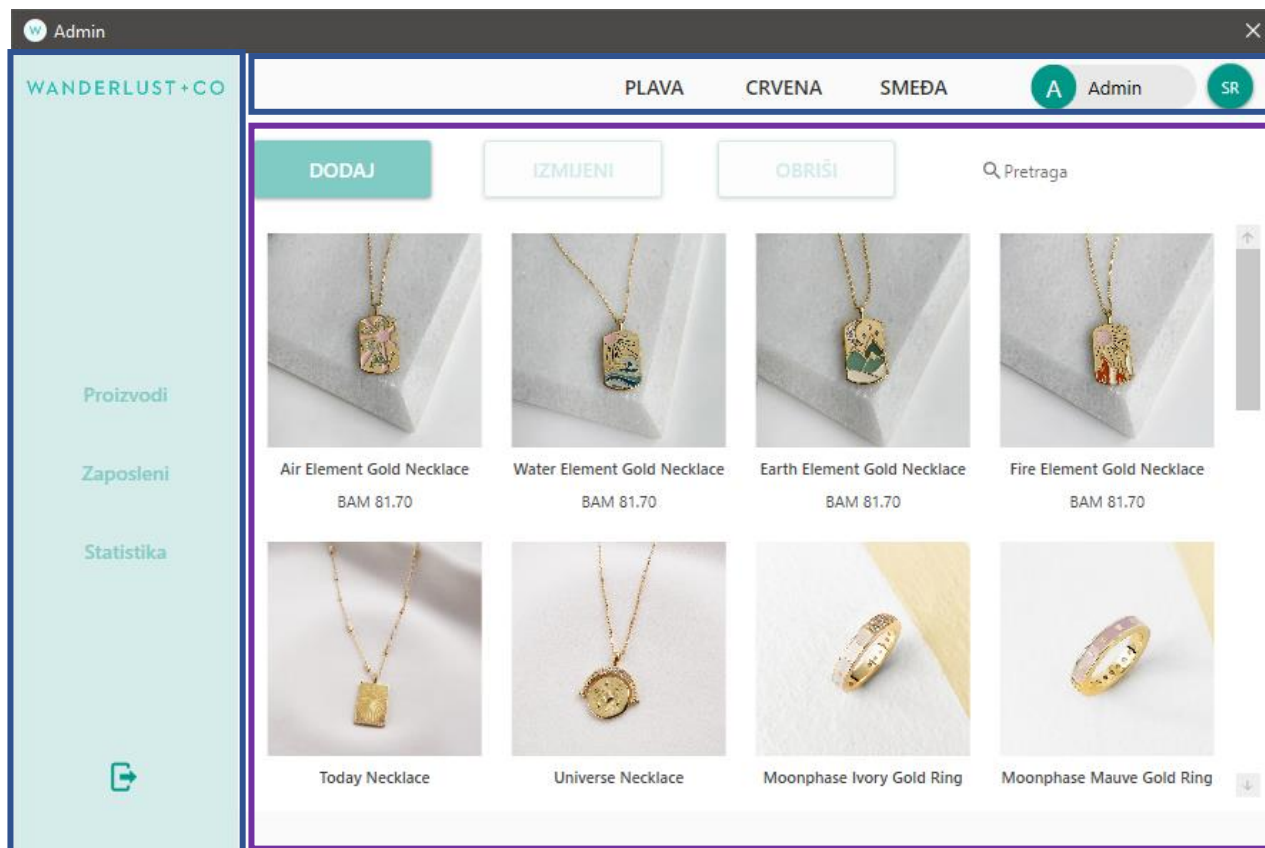 W Admin
WANDERLUST+CO
PLAVA CRVENA SMEĐA A Admin SR
Proizvodi
Zaposleni
Statistika
DODAJ IZMIJENI OBRIŠI Pretraga
Air Element Gold Necklace
BAM 81.70
Water Element Gold Necklace
BAM 81.70
Earth Element Gold Necklace
BAM 81.70
Fire Element Gold Necklace
BAM 81.70
Today Necklace
Universe Necklace
Moonphase Ivory Gold Ring
Moonphase Mauve Gold Ring